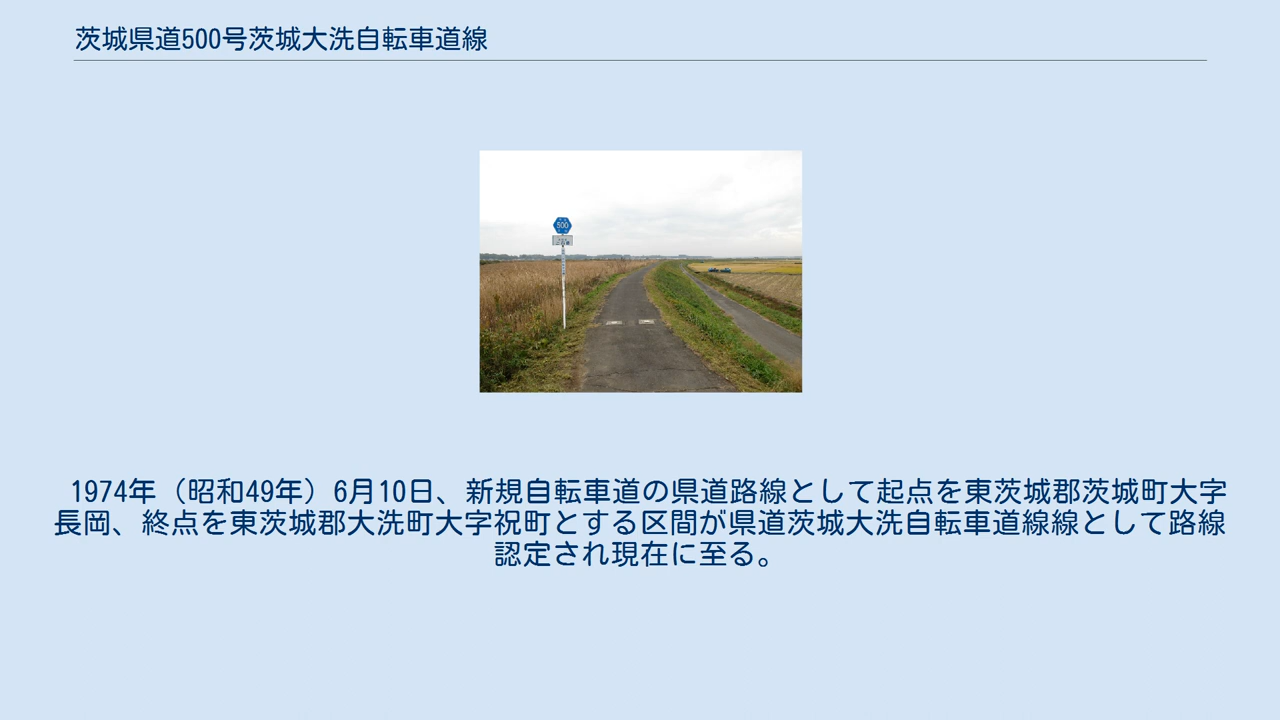 茨城県道500号茨城大洗自転車道線
500
1974年（昭和49年）6月10日、新規自転車道の県道路線として起点を東茨城郡茨城町大字
長岡、終点を東茨城郡大洗町大字祝町とする区間が県道茨城大洗自転車道線線として路線
認定され現在に至る。